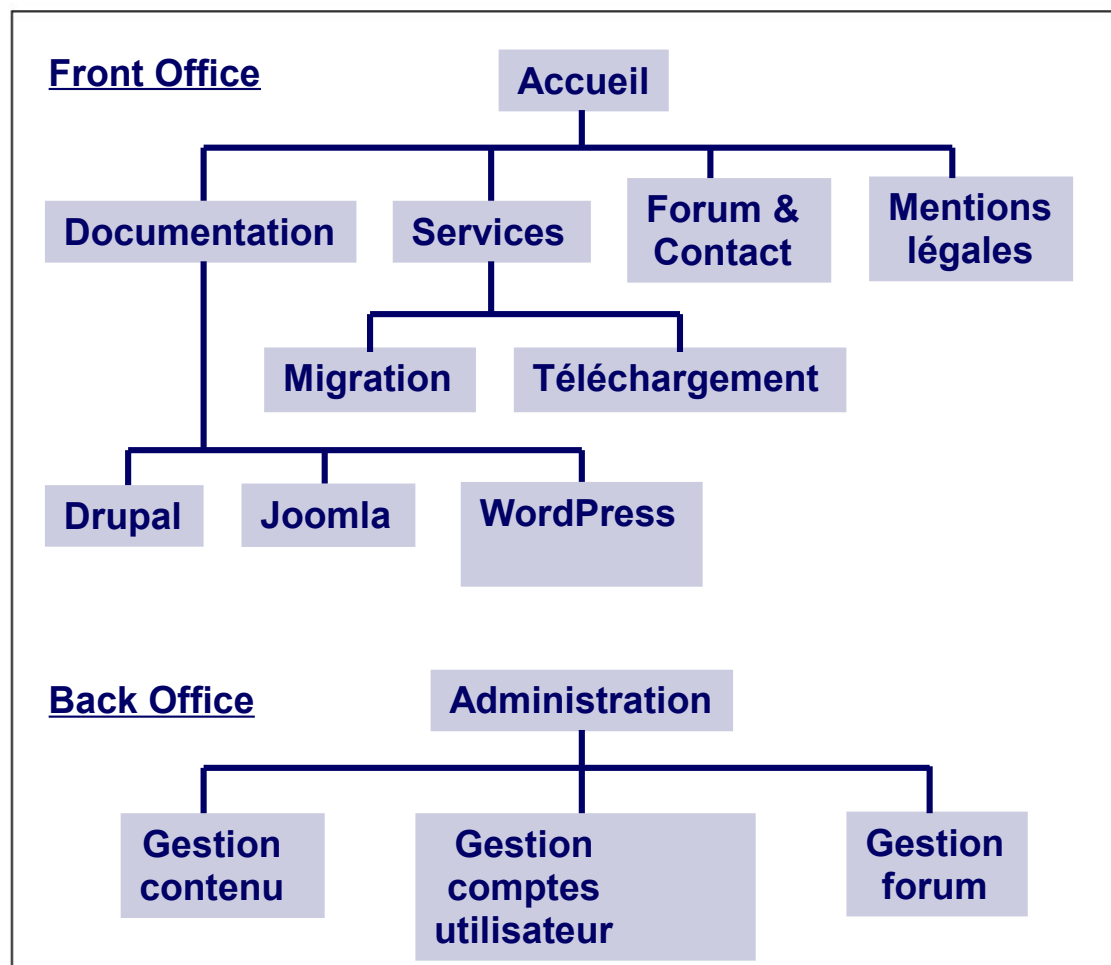 Front Office
Accueil
Documentation
Services
Forum &
Contact
Mentions
légales
Migration
Téléchargement
Drupal
Joomla
WordPress
Back Office
Administration
Gestion
contenu
Gestion
comptes
utilisateur
Gestion
forum